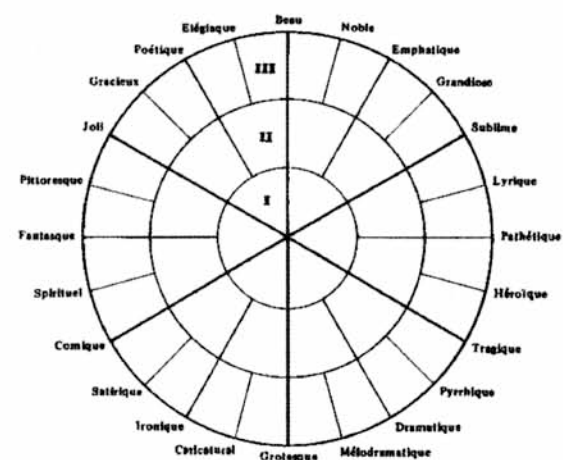 Beau
Noble
Emphatique
Grandiose
Sublime
Lyrique
Pathétique
Héroïque
Tragique
Pyrrhique
Dramatique
Mélodramatique
Grotesque
Caricatural
Ironique
Satirique
Comique
Spirituel
Fantasque
Pittoresque
Joli
Gracieux
Poétique
Elégiaque
III
II
I